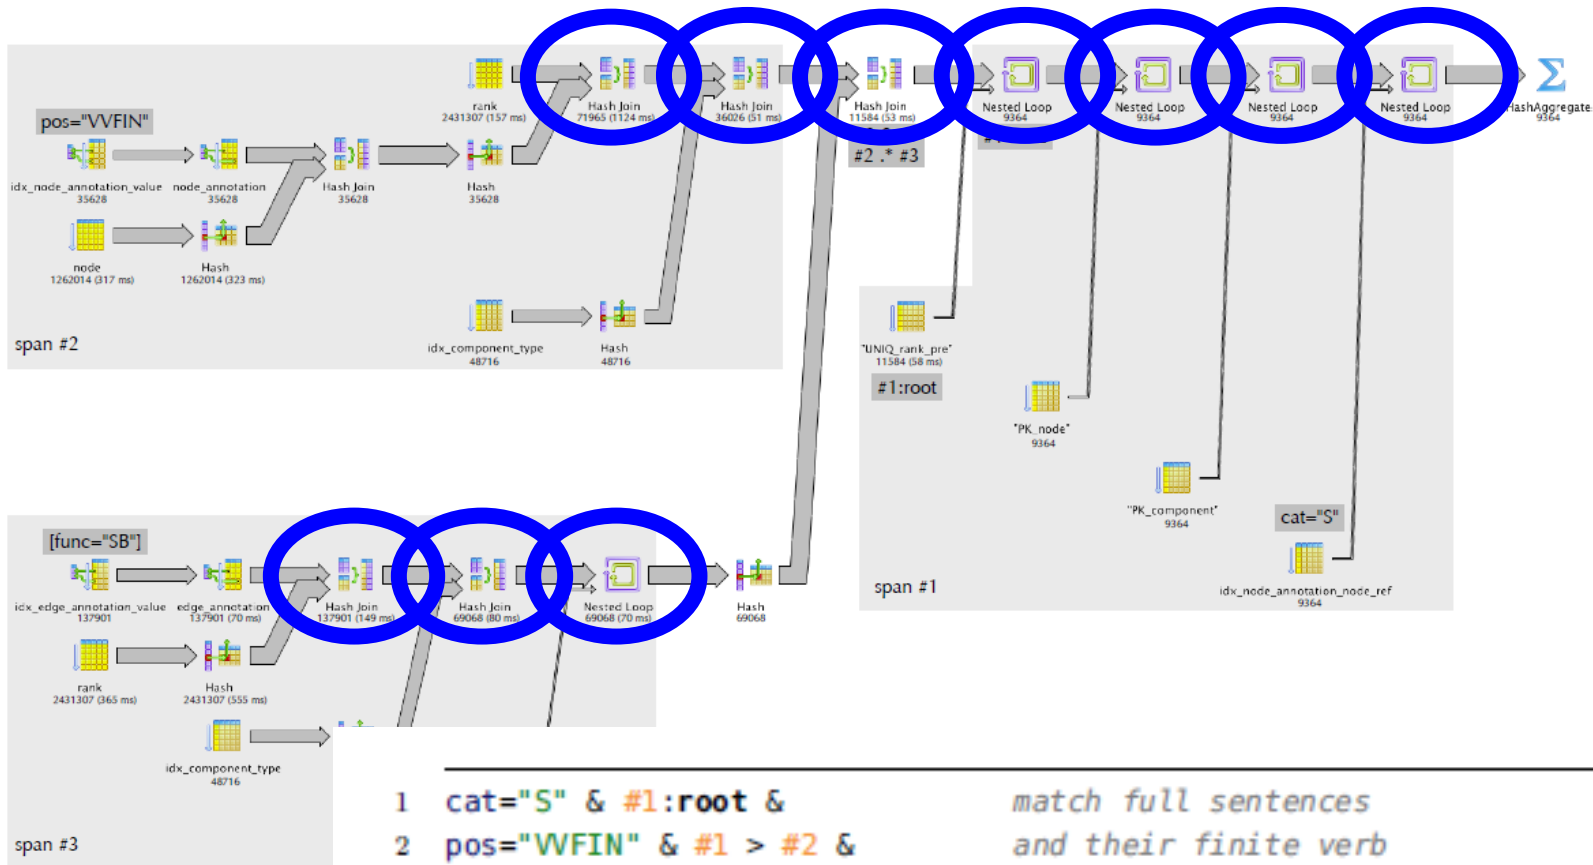 pos="VVFIN"
idx_node_annotation_value
35628
node_annotation
35628
Hash Join
35628
Hash
35628
rank
2431307 (157 ms)
Hash Join
71965 (1124 ms)
Hash Join
36026 (51 ms)
Hash Join
11584 (53 ms)
#2 .* #3
Nested Loop
9364
Nested Loop
9364
Nested Loop
9364
Nested Loop
9364
HashAggregate
9364
node
1262014 (317 ms)
Hash
1262014 (323 ms)
idx_component_type
48716
Hash
48716
span #2
"UNIQ_rank_pre"
11584 (58 ms)
#1:root
"PK_node"
9364
"PK_component"
9364
cat="S"
idx_node_annotation_node_ref
9364
span #1
[func="SB"]
idx_edge_annotation_value
137901
edge_annotation
137901 (70 ms)
Hash Join
137901 (149 ms)
Hash Join
69068 (80 ms)
Nested Loop
69068 (70 ms)
Hash
69068
rank
2431307 (365 ms)
Hash
2431307 (555 ms)
idx_component_type
48716
span #3
1 cat="S" & #1:root & match full sentences
2 pos="VVFIN" & #1 > #2 & and their finite verb